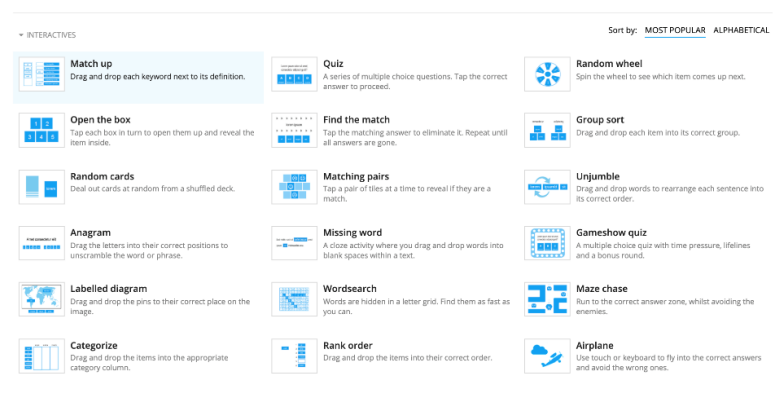 INTERACTIVES
Sort by: MOST POPULAR ALPHABETICAL
Match up
Drag and drop each keyword next to its definition.
Quiz
A series of multiple choice questions. Tap the correct
answer to proceed.
Random wheel
Spin the wheel to see which item comes up next.
Open the box
Tap each box in turn to open them up and reveal the
item inside.
1 2
3 4 5
Find the match
Tap the matching answer to eliminate it. Repeat until
all answers are gone.
Group sort
Drag and drop each item into its correct group.
Random cards
Deal out cards at random from a shuffled deck.
Matching pairs
Tap a pair of tiles at a time to reveal if they are a
match.
Unjumble
Drag and drop words to rearrange each sentence into
its correct order.
Anagram
Drag the letters into their correct positions to
unscramble the word or phrase.
Missing word
A cloze activity where you drag and drop words into
blank spaces within a text.
Gameshow quiz
A multiple choice quiz with time pressure, lifelines
and a bonus round.
Labelled diagram
Drag and drop the pins to their correct place on the
image.
Wordsearch
Words are hidden in a letter grid. Find them as fast as
you can.
Maze chase
Run to the correct answer zone, whilst avoiding the
enemies.
Categorize
Drag and drop the items into the appropriate
category column.
Rank order
Drag and drop the items into their correct order.
Airplane
Use touch or keyboard to fly into the correct answers
and avoid the wrong ones.